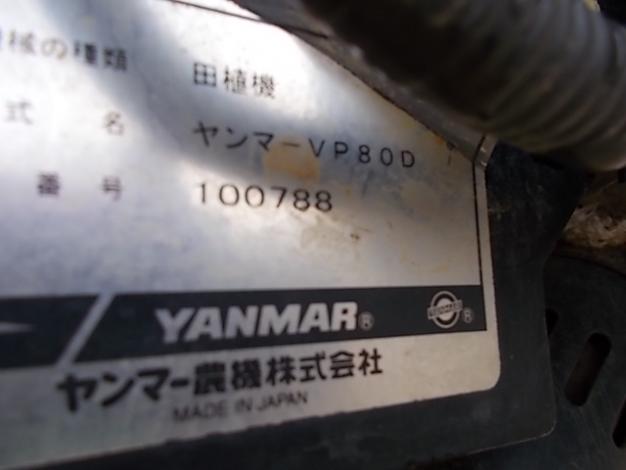 械の種類 田植機
式 名 ヤンマーVP80D
番 号 100788
YANMAR®
ヤンマー農機株式会社
MADE IN JAPAN